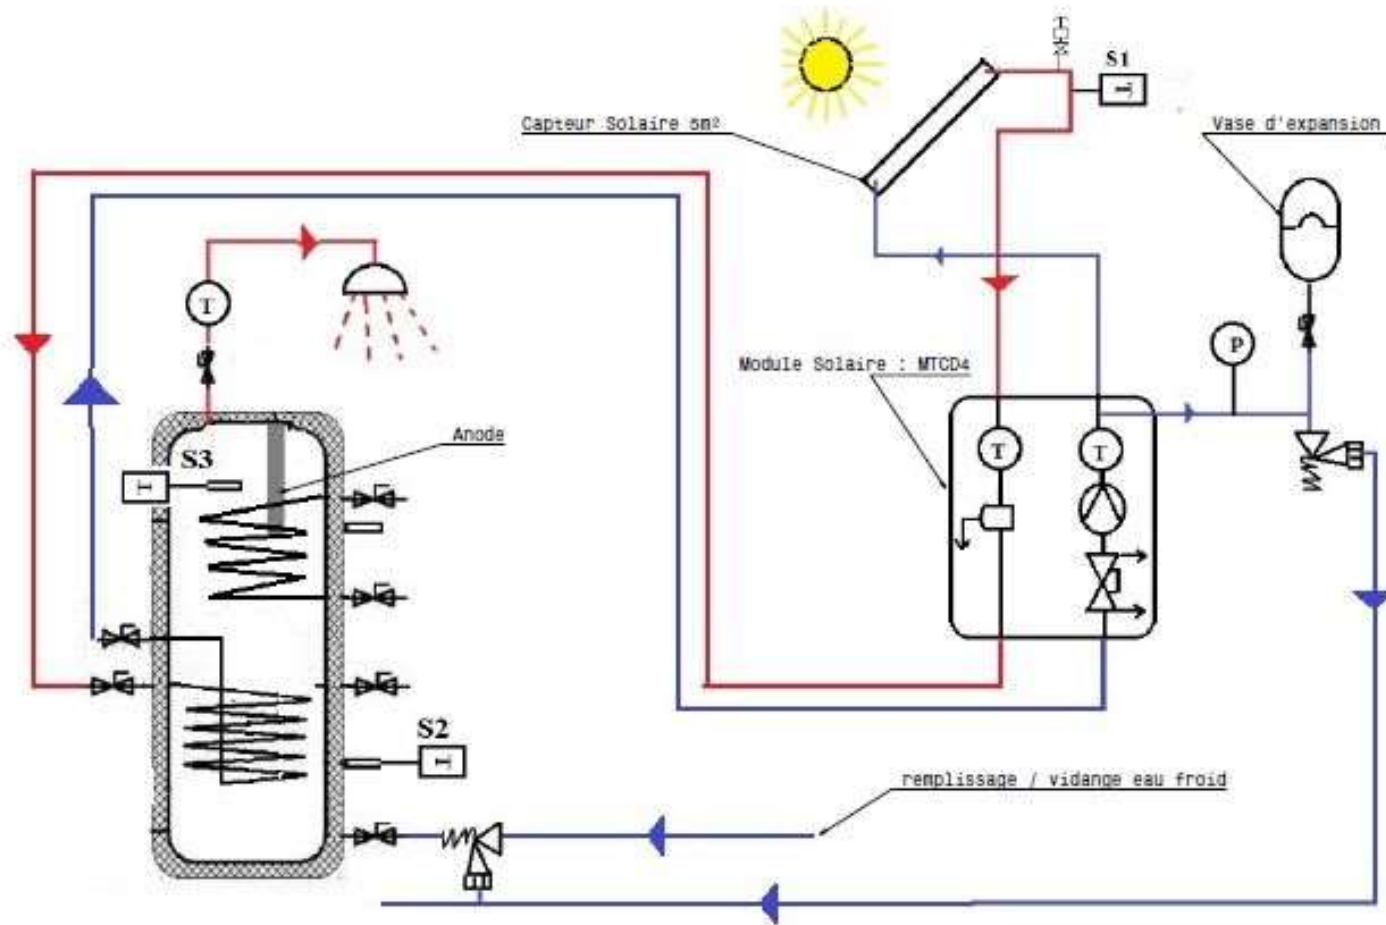 T
S1
T
Capteur Solaire 5m²
Vase d'expansion
T
P
Module Solaire : MTCD4
Anode
S3
T
T
T
S2
T
remplissage / vidange eau froid